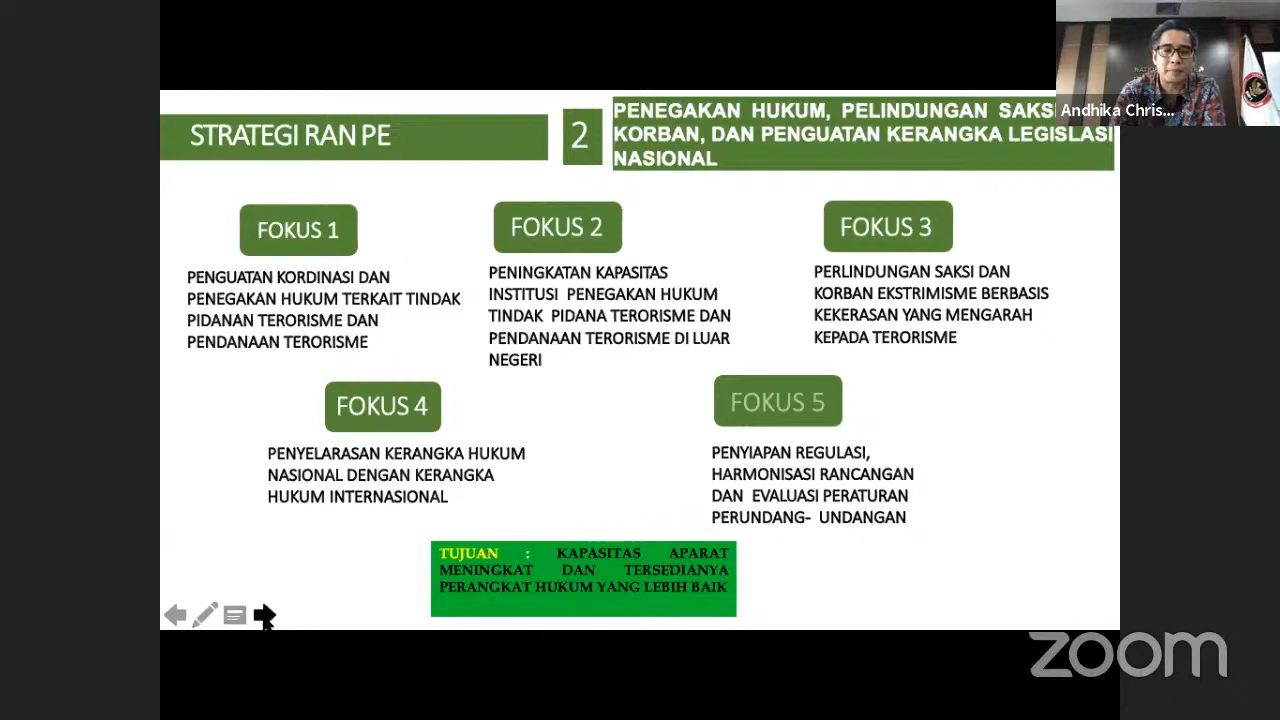 Andhika Chris...
STRATEGI RAN PE
2
PENEGAKAN HUKUM, PELINDUNGAN SAKSI
KORBAN, DAN PENGUATAN KERANGKA LEGISLASI
NASIONAL
FOKUS 1
PENGUATAN KORDINASI DAN
PENEGAKAN HUKUM TERKAIT TINDAK
PIDANAN TERORISME DAN
PENDANAAN TERORISME
FOKUS 2
PENINGKATAN KAPASITAS
INSTITUSI PENEGAKAN HUKUM
TINDAK PIDANA TERORISME DAN
PENDANAAN TERORISME DI LUAR
NEGERI
FOKUS 3
PERLINDUNGAN SAKSI DAN
KORBAN EKSTRIMISME BERBASIS
KEKERASAN YANG MENGARAH
KEPADA TERORISME
FOKUS 4
PENYELARASAN KERANGKA HUKUM
NASIONAL DENGAN KERANGKA
HUKUM INTERNASIONAL
FOKUS 5
PENYIAPAN REGULASI,
HARMONISASI RANCANGAN
DAN EVALUASI PERATURAN
PERUNDANG- UNDANGAN
TUJUAN : KAPASITAS APARAT
MENINGKAT DAN TERSEDIANYA
PERANGKAT HUKUM YANG LEBIH BAIK
zoom